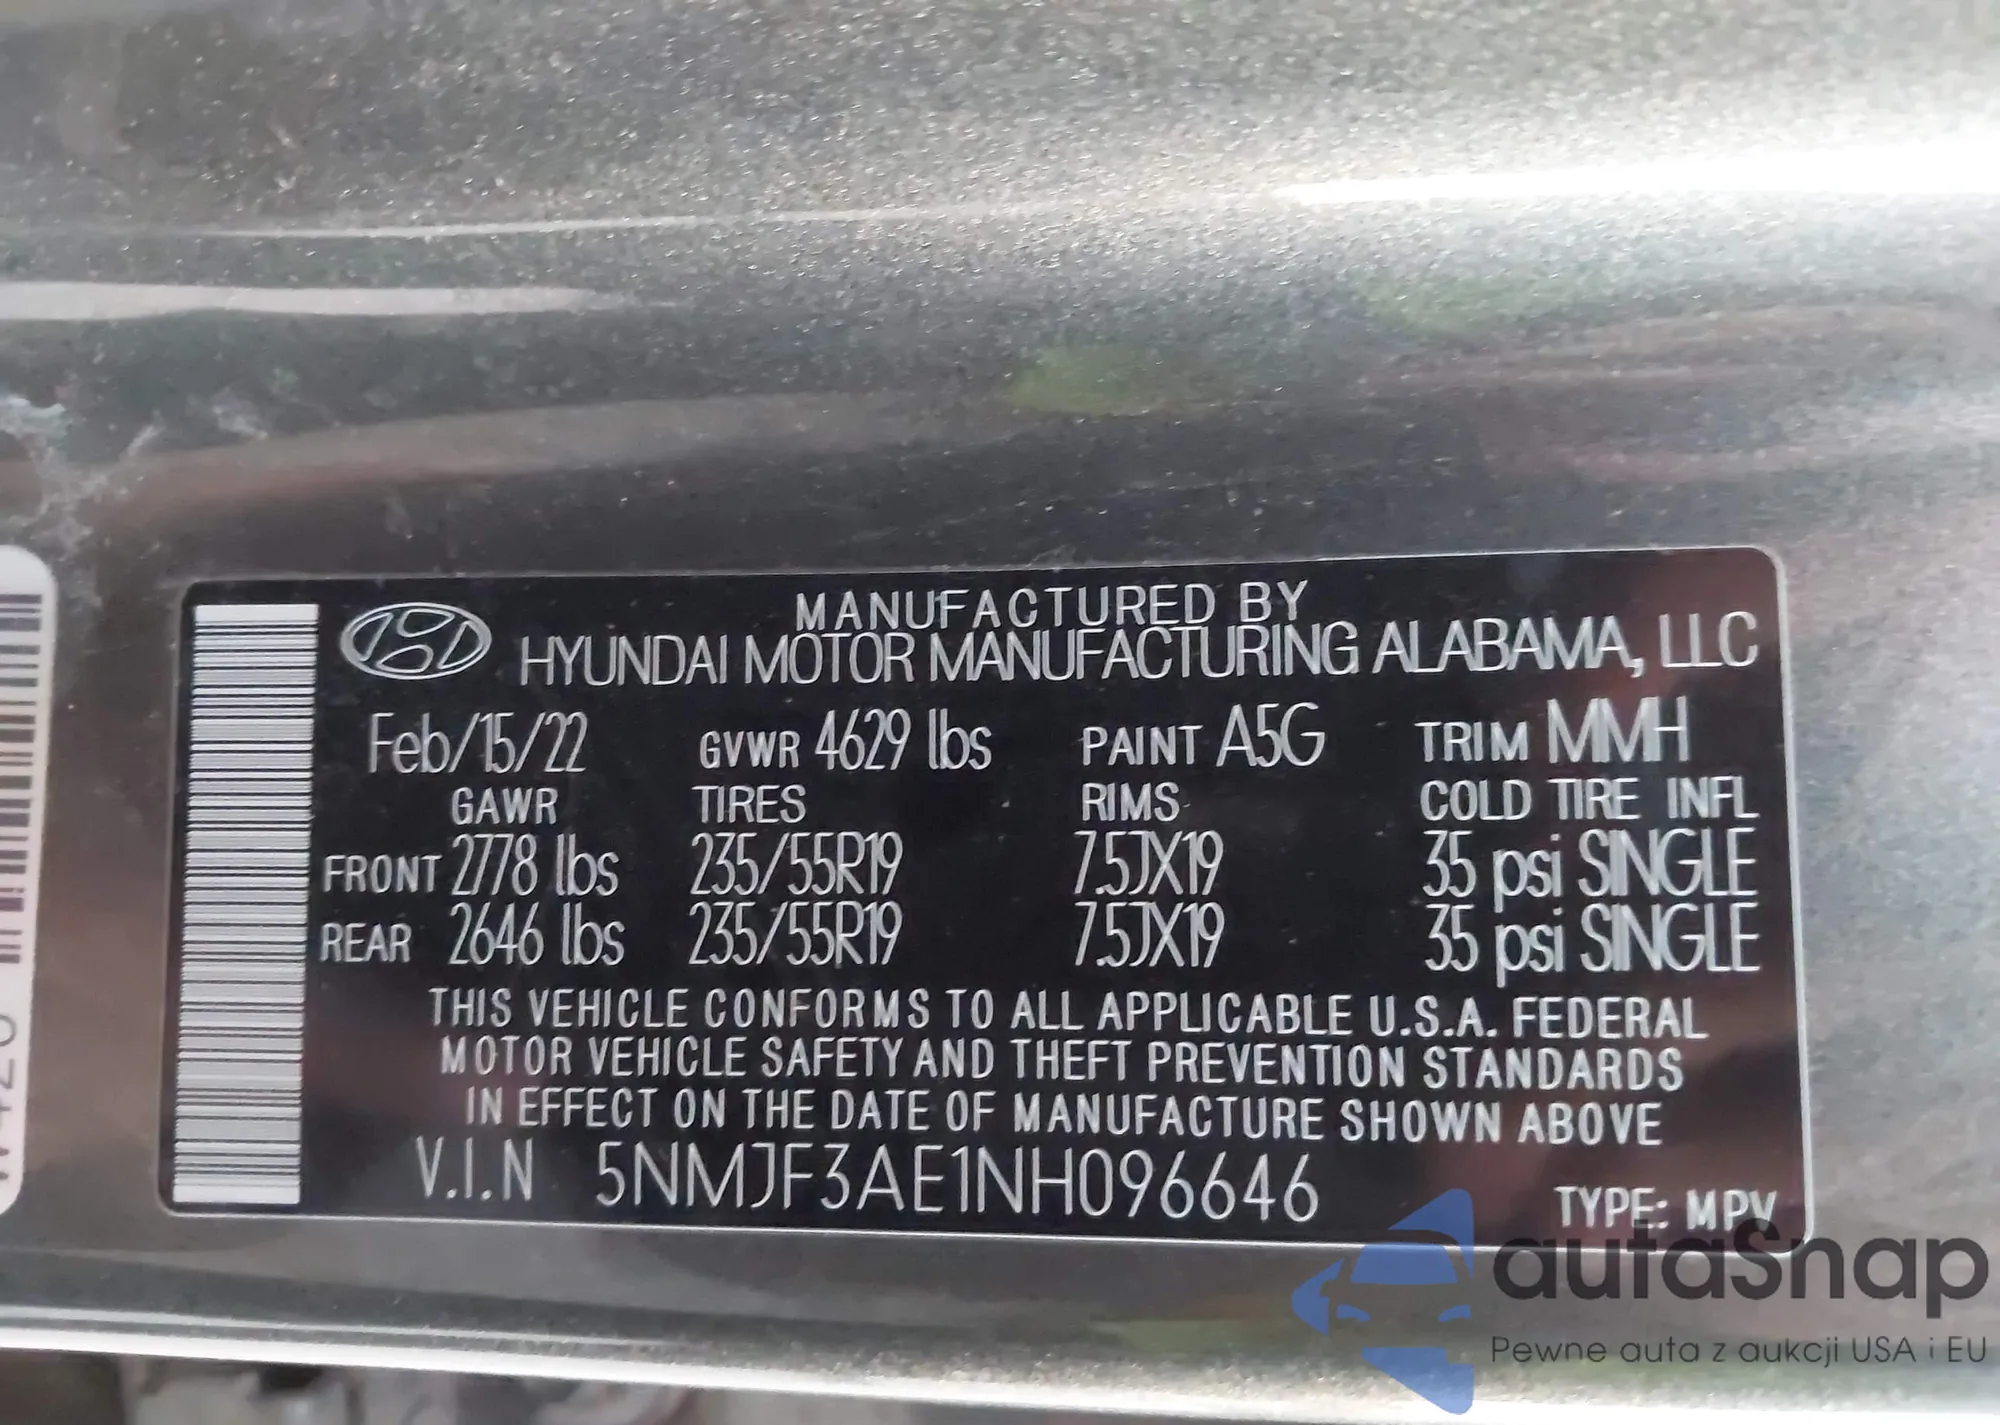 MANUFACTURED BY
HYUNDAI MOTOR MANUFACTURING ALABAMA, LLC
Feb/15/22 GVWR 4629 lbs PAINT A5G TRIM MMH
GAWR TIRES RIMS COLD TIRE INFL
FRONT 2778 lbs 235/55R19 7.5JX19 35 psi SINGLE
REAR 2646 lbs 235/55R19 7.5JX19 35 psi SINGLE
THIS VEHICLE CONFORMS TO ALL APPLICABLE U.S.A. FEDERAL
MOTOR VEHICLE SAFETY AND THEFT PREVENTION STANDARDS
IN EFFECT ON THE DATE OF MANUFACTURE SHOWN ABOVE
V.I.N 5NMJF3AE1NH096646
TYPE: MPV
autaSnap
Pewne auta z aukcji USA i EU